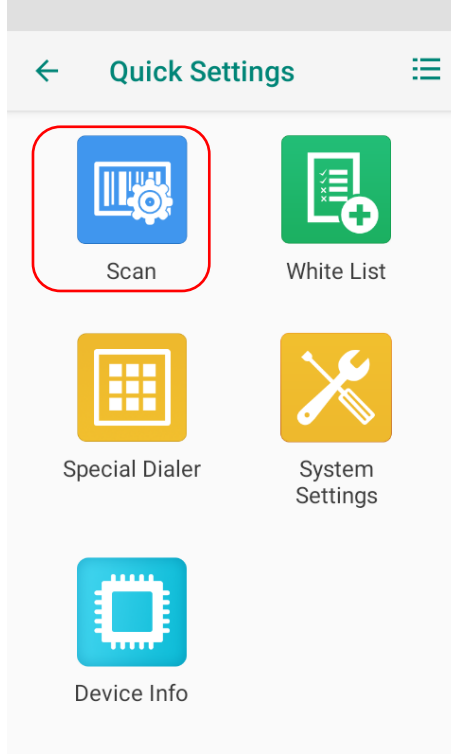 Quick Settings
Scan
White List
Special Dialer
System
Settings
Device Info